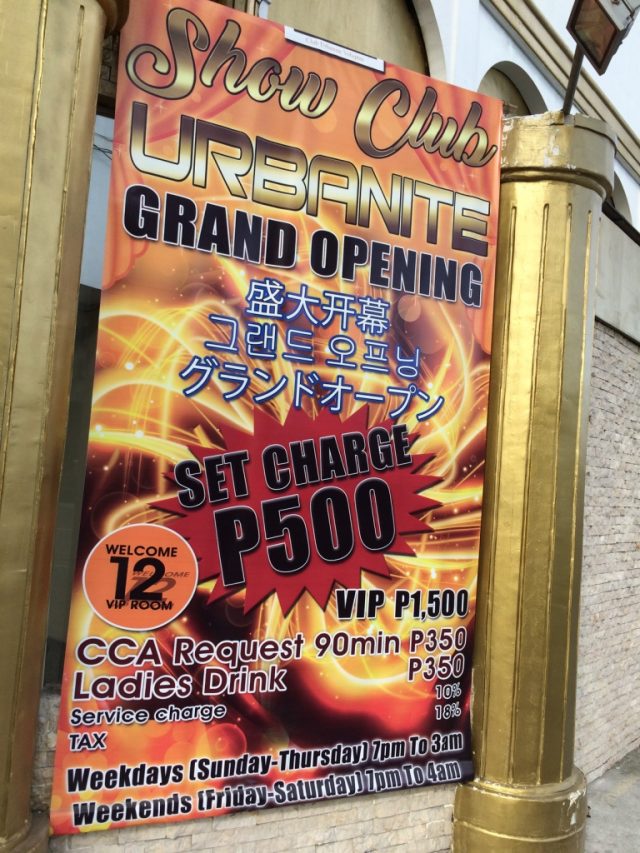 Show Club
URBANITE
GRAND OPENING
盛大开幕
그랜드 오프닝
グランドオープン
SET CHARGE
P500
WELCOME
12
VIP ROOM
VIP P1,500
CCA Request 90min P350
Ladies Drink P350
Service charge 10%
TAX 18%
Weekdays (Sunday-Thursday) 7pm To 3am
Weekends (Friday-Saturday) 7pm To 4am